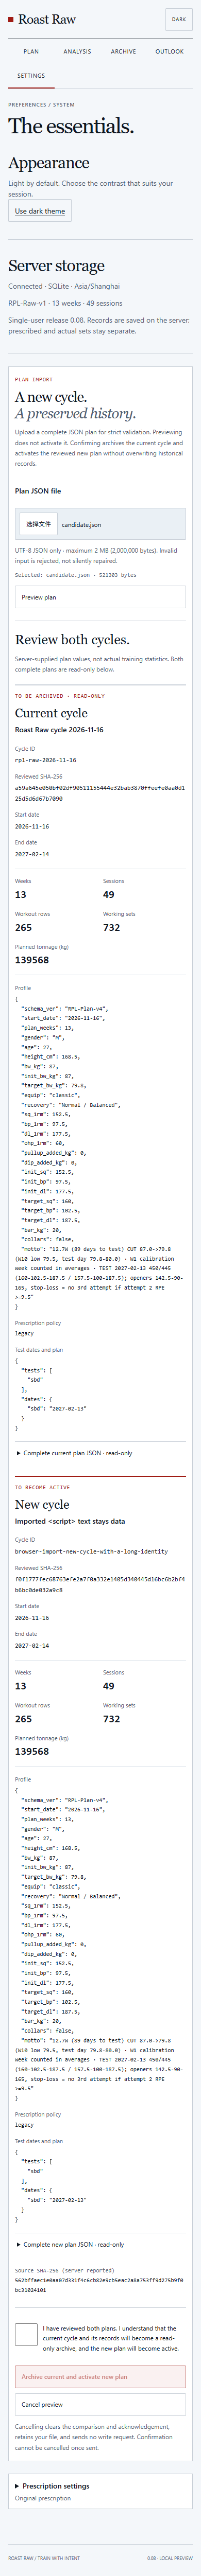 Roast Raw
DARK
PLAN
ANALYSIS
ARCHIVE
OUTLOOK
SETTINGS
PREFERENCES / SYSTEM
The essentials.
Appearance
Light by default. Choose the contrast that suits your
session.
Use dark theme
Server storage
Connected · SQLite · Asia/Shanghai
RPL-Raw-v1 · 13 weeks · 49 sessions
Single-user release 0.08. Records are saved on the server;
prescribed and actual sets stay separate.
PLAN IMPORT
A new cycle.
A preserved history.
Upload a complete JSON plan for strict validation. Previewing
does not activate it. Confirming archives the current cycle and
activates the reviewed new plan without overwriting historical
records.
Plan JSON file
选择文件 candidate.json
UTF-8 JSON only · maximum 2 MB (2,000,000 bytes). Invalid
input is rejected, not silently repaired.
Selected: candidate.json · 521303 bytes
Preview plan
Review both cycles.
Server-supplied plan values, not actual training statistics. Both
complete plans are read-only below.
TO BE ARCHIVED · READ-ONLY
Current cycle
Roast Raw cycle 2026-11-16
Cycle ID
rpl-raw-2026-11-16
Reviewed SHA-256
Start date
2026-11-16
End date
2027-02-14
Weeks
Sessions
13
49
Workout rows
Working sets
265
732
Planned tonnage (kg)
139568
Profile
{
"schema_ver": "RPL-Plan-v4",
"start_date": "2026-11-16",
"plan_weeks": 13,
"gender": "M",
"age": 27,
"height_cm": 168.5,
"bw_kg": 87,
"init_bw_kg": 87,
"target_bw_kg": 79.8,
"equip": "classic",
"recovery": "Normal / Balanced",
"sq_1rm": 152.5,
"bp_1rm": 97.5,
"dl_1rm": 177.5,
"ohp_1rm": 60,
"pullup_added_kg": 0,
"dip_added_kg": 0,
"init_sq": 152.5,
"init_bp": 97.5,
"init_dl": 177.5,
"target_sq": 160,
"target_bp": 102.5,
"target_dl": 187.5,
"bar_kg": 20,
"collars": false,
"motto": "12.7W (89 days to test) CUT 87.0->79.8
(W10 low 79.5, test day 79.8-80.0) · W1 calibration
week counted in averages · TEST 2027-02-13 450/445
(160-102.5-187.5 / 157.5-100-187.5); openers 142.5-90-
165, stop-loss = no 3rd attempt if attempt 2 RPE
>=9.5"
}
Prescription policy
legacy
Test dates and plan
{
"tests": [
"sbd"
],
"dates": {
"sbd": "2027-02-13"
}
}
▶ Complete current plan JSON · read-only
TO BECOME ACTIVE
New cycle
Imported <script> text stays data
Cycle ID
browser-import-new-cycle-with-a-long-identity
Reviewed SHA-256
Start date
2026-11-16
End date
2027-02-14
Weeks
Sessions
13
49
Workout rows
Working sets
265
732
Planned tonnage (kg)
139568
Profile
{
"schema_ver": "RPL-Plan-v4",
"start_date": "2026-11-16",
"plan_weeks": 13,
"gender": "M",
"age": 27,
"height_cm": 168.5,
"bw_kg": 87,
"init_bw_kg": 87,
"target_bw_kg": 79.8,
"equip": "classic",
"recovery": "Normal / Balanced",
"sq_1rm": 152.5,
"bp_1rm": 97.5,
"dl_1rm": 177.5,
"ohp_1rm": 60,
"pullup_added_kg": 0,
"dip_added_kg": 0,
"init_sq": 152.5,
"init_bp": 97.5,
"init_dl": 177.5,
"target_sq": 160,
"target_bp": 102.5,
"target_dl": 187.5,
"bar_kg": 20,
"collars": false,
"motto": "12.7W (89 days to test) CUT 87.0->79.8
(W10 low 79.5, test day 79.8-80.0) · W1 calibration
week counted in averages · TEST 2027-02-13 450/445
(160-102.5-187.5 / 157.5-100-187.5); openers 142.5-90-
165, stop-loss = no 3rd attempt if attempt 2 RPE
>=9.5"
}
Prescription policy
legacy
Test dates and plan
{
"tests": [
"sbd"
],
"dates": {
"sbd": "2027-02-13"
}
}
▶ Complete new plan JSON · read-only
Source SHA-256 (server reported)
I have reviewed both plans. I understand that the
current cycle and its records will become a read-
only archive, and the new plan will become active.
Archive current and activate new plan
Cancel preview
Cancelling clears the comparison and acknowledgement,
retains your file, and sends no write request. Confirmation
cannot be cancelled once sent.
▶ Prescription settings
Original prescription
ROAST RAW / TRAIN WITH INTENT
0.08 · LOCAL PREVIEW